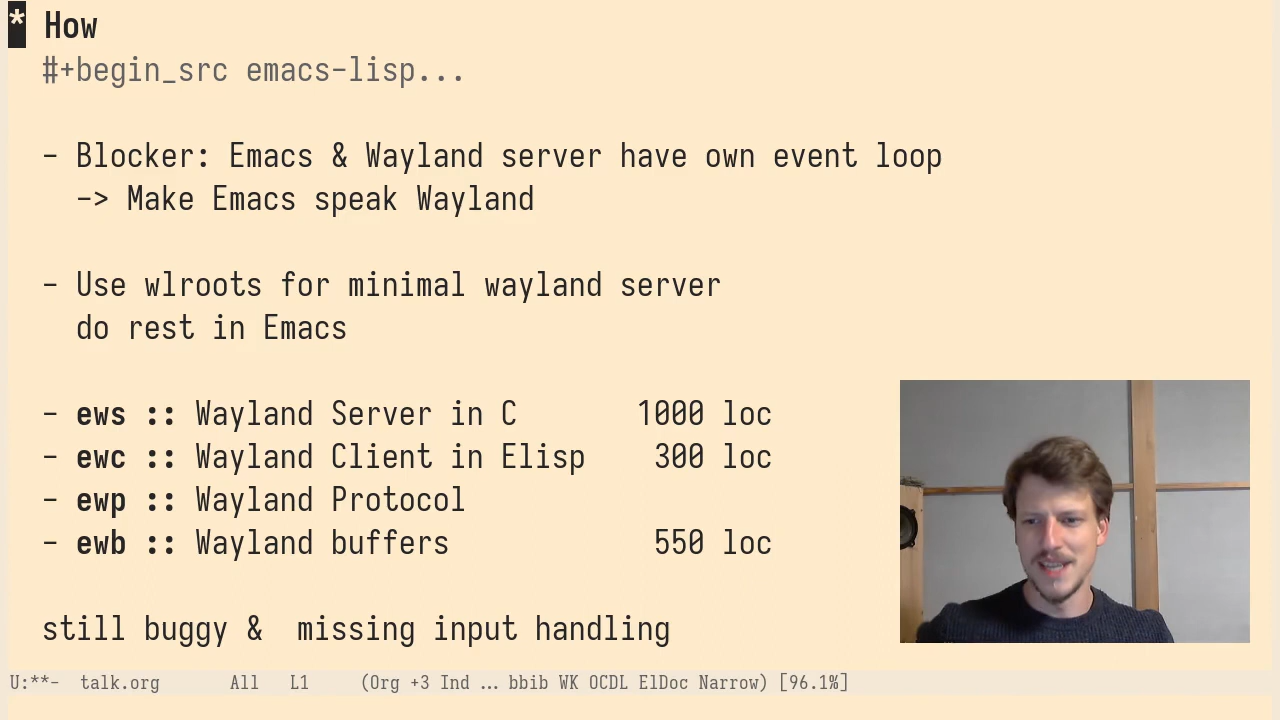 * How
#+begin_src emacs-lisp...
- Blocker: Emacs & Wayland server have own event loop
-> Make Emacs speak Wayland
- Use wlroots for minimal wayland server
do rest in Emacs
- ews :: Wayland Server in C 1000 loc
- ewc :: Wayland Client in Elisp 300 loc
- ewp :: Wayland Protocol
- ewb :: Wayland buffers 550 loc
still buggy &  missing input handling
U:**- talk.org All L1 (Org +3 Ind ... bbib WK OCDL ElDoc Narrow) [96.1%]